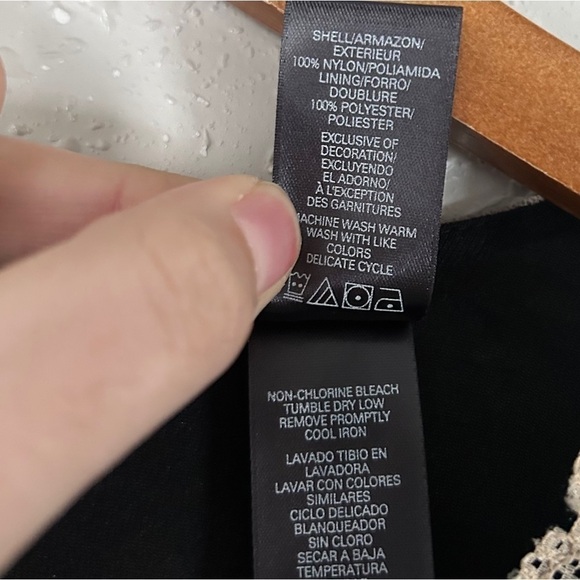 SHELL/ARMAZON/
EXTERIEUR
100% NYLON/POLIAMIDA
LINING/FORRO/
DOUBLURE
100% POLYESTER/
POLIESTER
EXCLUSIVE OF
DECORATION/
EXCLUYENDO
EL ADORNO/
À L'EXCEPTION
DES GARNITURES
MACHINE WASH WARM
WASH WITH LIKE
COLORS
DELICATE CYCLE
NON-CHLORINE BLEACH
TUMBLE DRY LOW
REMOVE PROMPTLY
COOL IRON
LAVADO TIBIO EN
LAVADORA
LAVAR CON COLORES
SIMILARES
CICLO DELICADO
BLANQUEADOR
SIN CLORO
SECAR A BAJA
TEMPERATURA